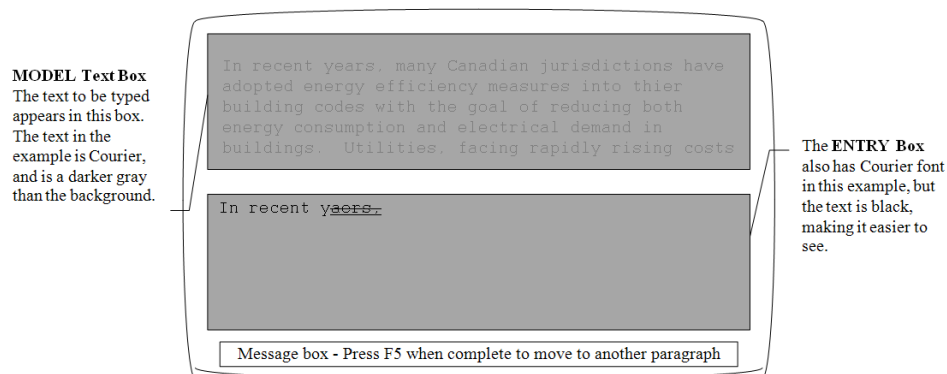 MODEL Text Box
The text to be typed
appears in this box.
The text in the
example is Courier,
and is a darker gray
than the background.
In recent years. many Canadian jurisdictions have
adopted energy efficiency measures into thier
building codes with the goal of reducing both
energy consumption and electrical demand in
buildings. Utilities. facing rapidly rising costs
In recent yaors.
The ENTRY Box
also has Courier font
in this example, but
the text is black,
making it easier to
see.
Message box - Press F5 when complete to move to another paragraph